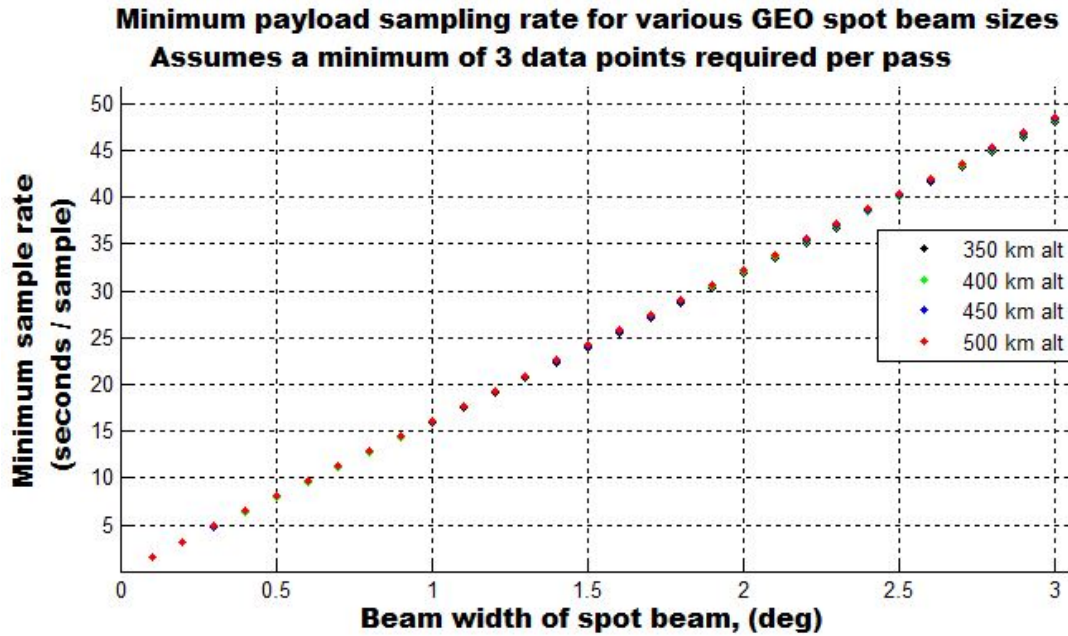 Minimum payload sampling rate for various GEO spot beam sizes
Assumes a minimum of 3 data points required per pass
Minimum sample rate
(seconds / sample)
50
45
40
35
30
25
20
15
10
5
0
0.5
1
1.5
2
2.5
3
350 km alt
400 km alt
450 km alt
500 km alt
Beam width of spot beam, (deg)